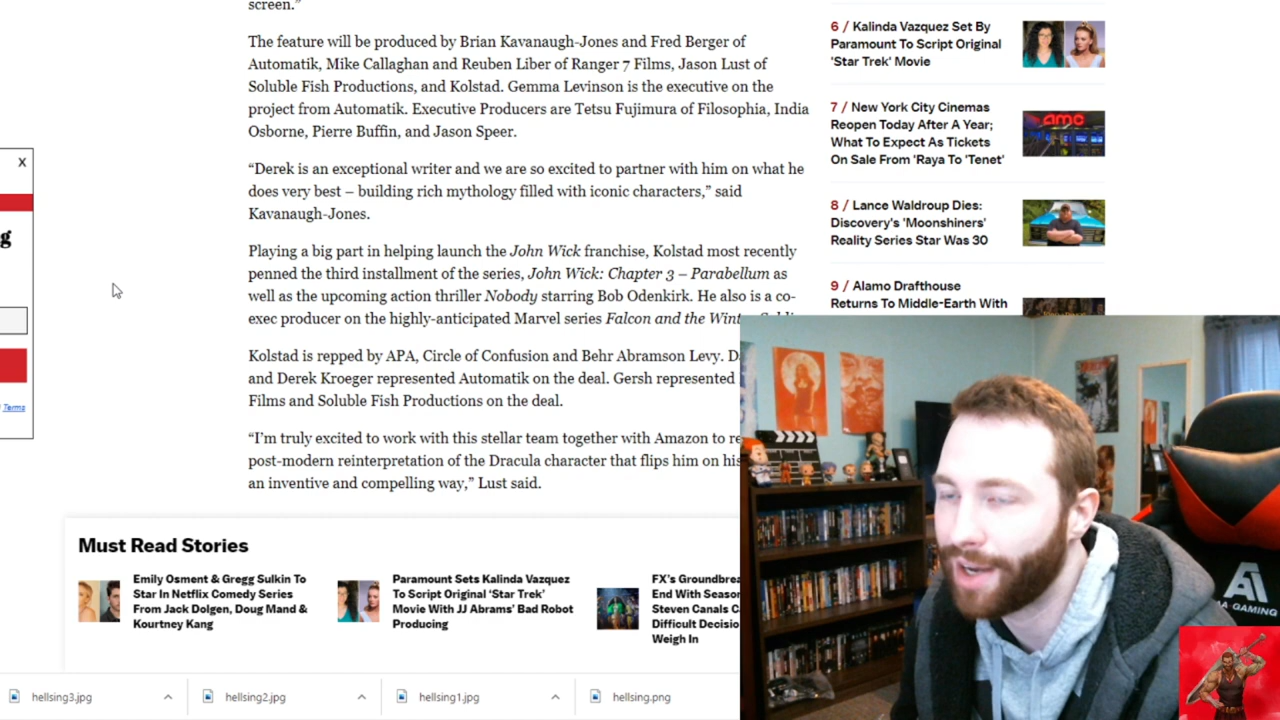 screen.”
The feature will be produced by Brian Kavanaugh-Jones and Fred Berger of
Automatik, Mike Callaghan and Reuben Liber of Ranger 7 Films, Jason Lust of
Soluble Fish Productions, and Kolstad. Gemma Levinson is the executive on the
project from Automatik. Executive Producers are Tetsu Fujimura of Filosophia, India
Osborne, Pierre Buffin, and Jason Speer.
“Derek is an exceptional writer and we are so excited to partner with him on what he
does very best – building rich mythology filled with iconic characters,” said
Kavanaugh-Jones.
Playing a big part in helping launch the John Wick franchise, Kolstad most recently
penned the third installment of the series, John Wick: Chapter 3 – Parabellum as
well as the upcoming action thriller Nobody starring Bob Odenkirk. He also is a co-
exec producer on the highly-anticipated Marvel series Falcon and the
Kolstad is repped by APA, Circle of Confusion and Behr Abramson Levy.
and Derek Kroeger represented Automatik on the deal. Gersh represented
Films and Soluble Fish Productions on the deal.
“I’m truly excited to work with this stellar team together with Amazon to
post-modern reinterpretation of the Dracula character that flips him on
an inventive and compelling way,” Lust said.
6 / Kalinda Vazquez Set By
Paramount To Script Original
'Star Trek' Movie
7 / New York City Cinemas
Reopen Today After A Year;
What To Expect As Tickets
On Sale From 'Raya To 'Tenet'
amc
8 / Lance Waldroup Dies:
Discovery's 'Moonshiners'
Reality Series Star Was 30
9 / Alamo Drafthouse
Returns To Middle-Earth With
X
g
Terms
Must Read Stories
Emily Osment & Gregg Sulkin To
Star In Netflix Comedy Series
From Jack Dolgen, Doug Mand &
Kourtney Kang
Paramount Sets Kalinda Vazquez
To Script Original ‘Star Trek’
Movie With JJ Abrams’ Bad Robot
Producing
FX’s
End With
Steven Canals
Difficult Decision
Weigh In
hellsing3.jpg
hellsing2.jpg
hellsing1.jpg
hellsing.png
GAMING